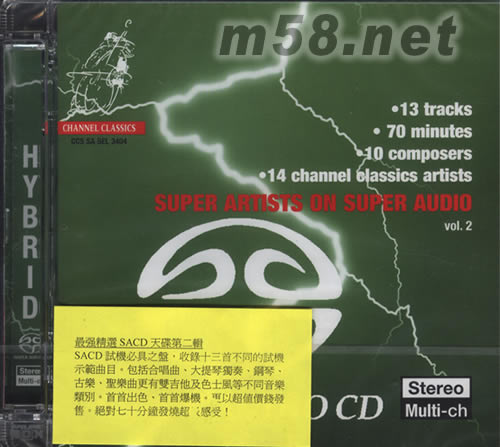 m58.net
CHANNEL CLASSICS
CCS SA SEL 3404
HYBRID
•13 tracks
• 70 minutes
•10 composers
•14 channel classics artists
SUPER ARTISTS ON SUPER AUDIO
vol. 2
最强精選 SACD 天碟第二輯
SACD 試機必具之盤，收錄十三首不同的試機
示範曲目。包括合唱曲、大提琴獨奏、鋼琴、
古樂、聖樂曲更有雙吉他及色士風等不同音樂
類別。首首出色、首首爆機。更以超值價錢發
售。絕對七十分鐘發燒超 感受！
O CD
Stereo
Multi-ch
Stereo
Multi-ch